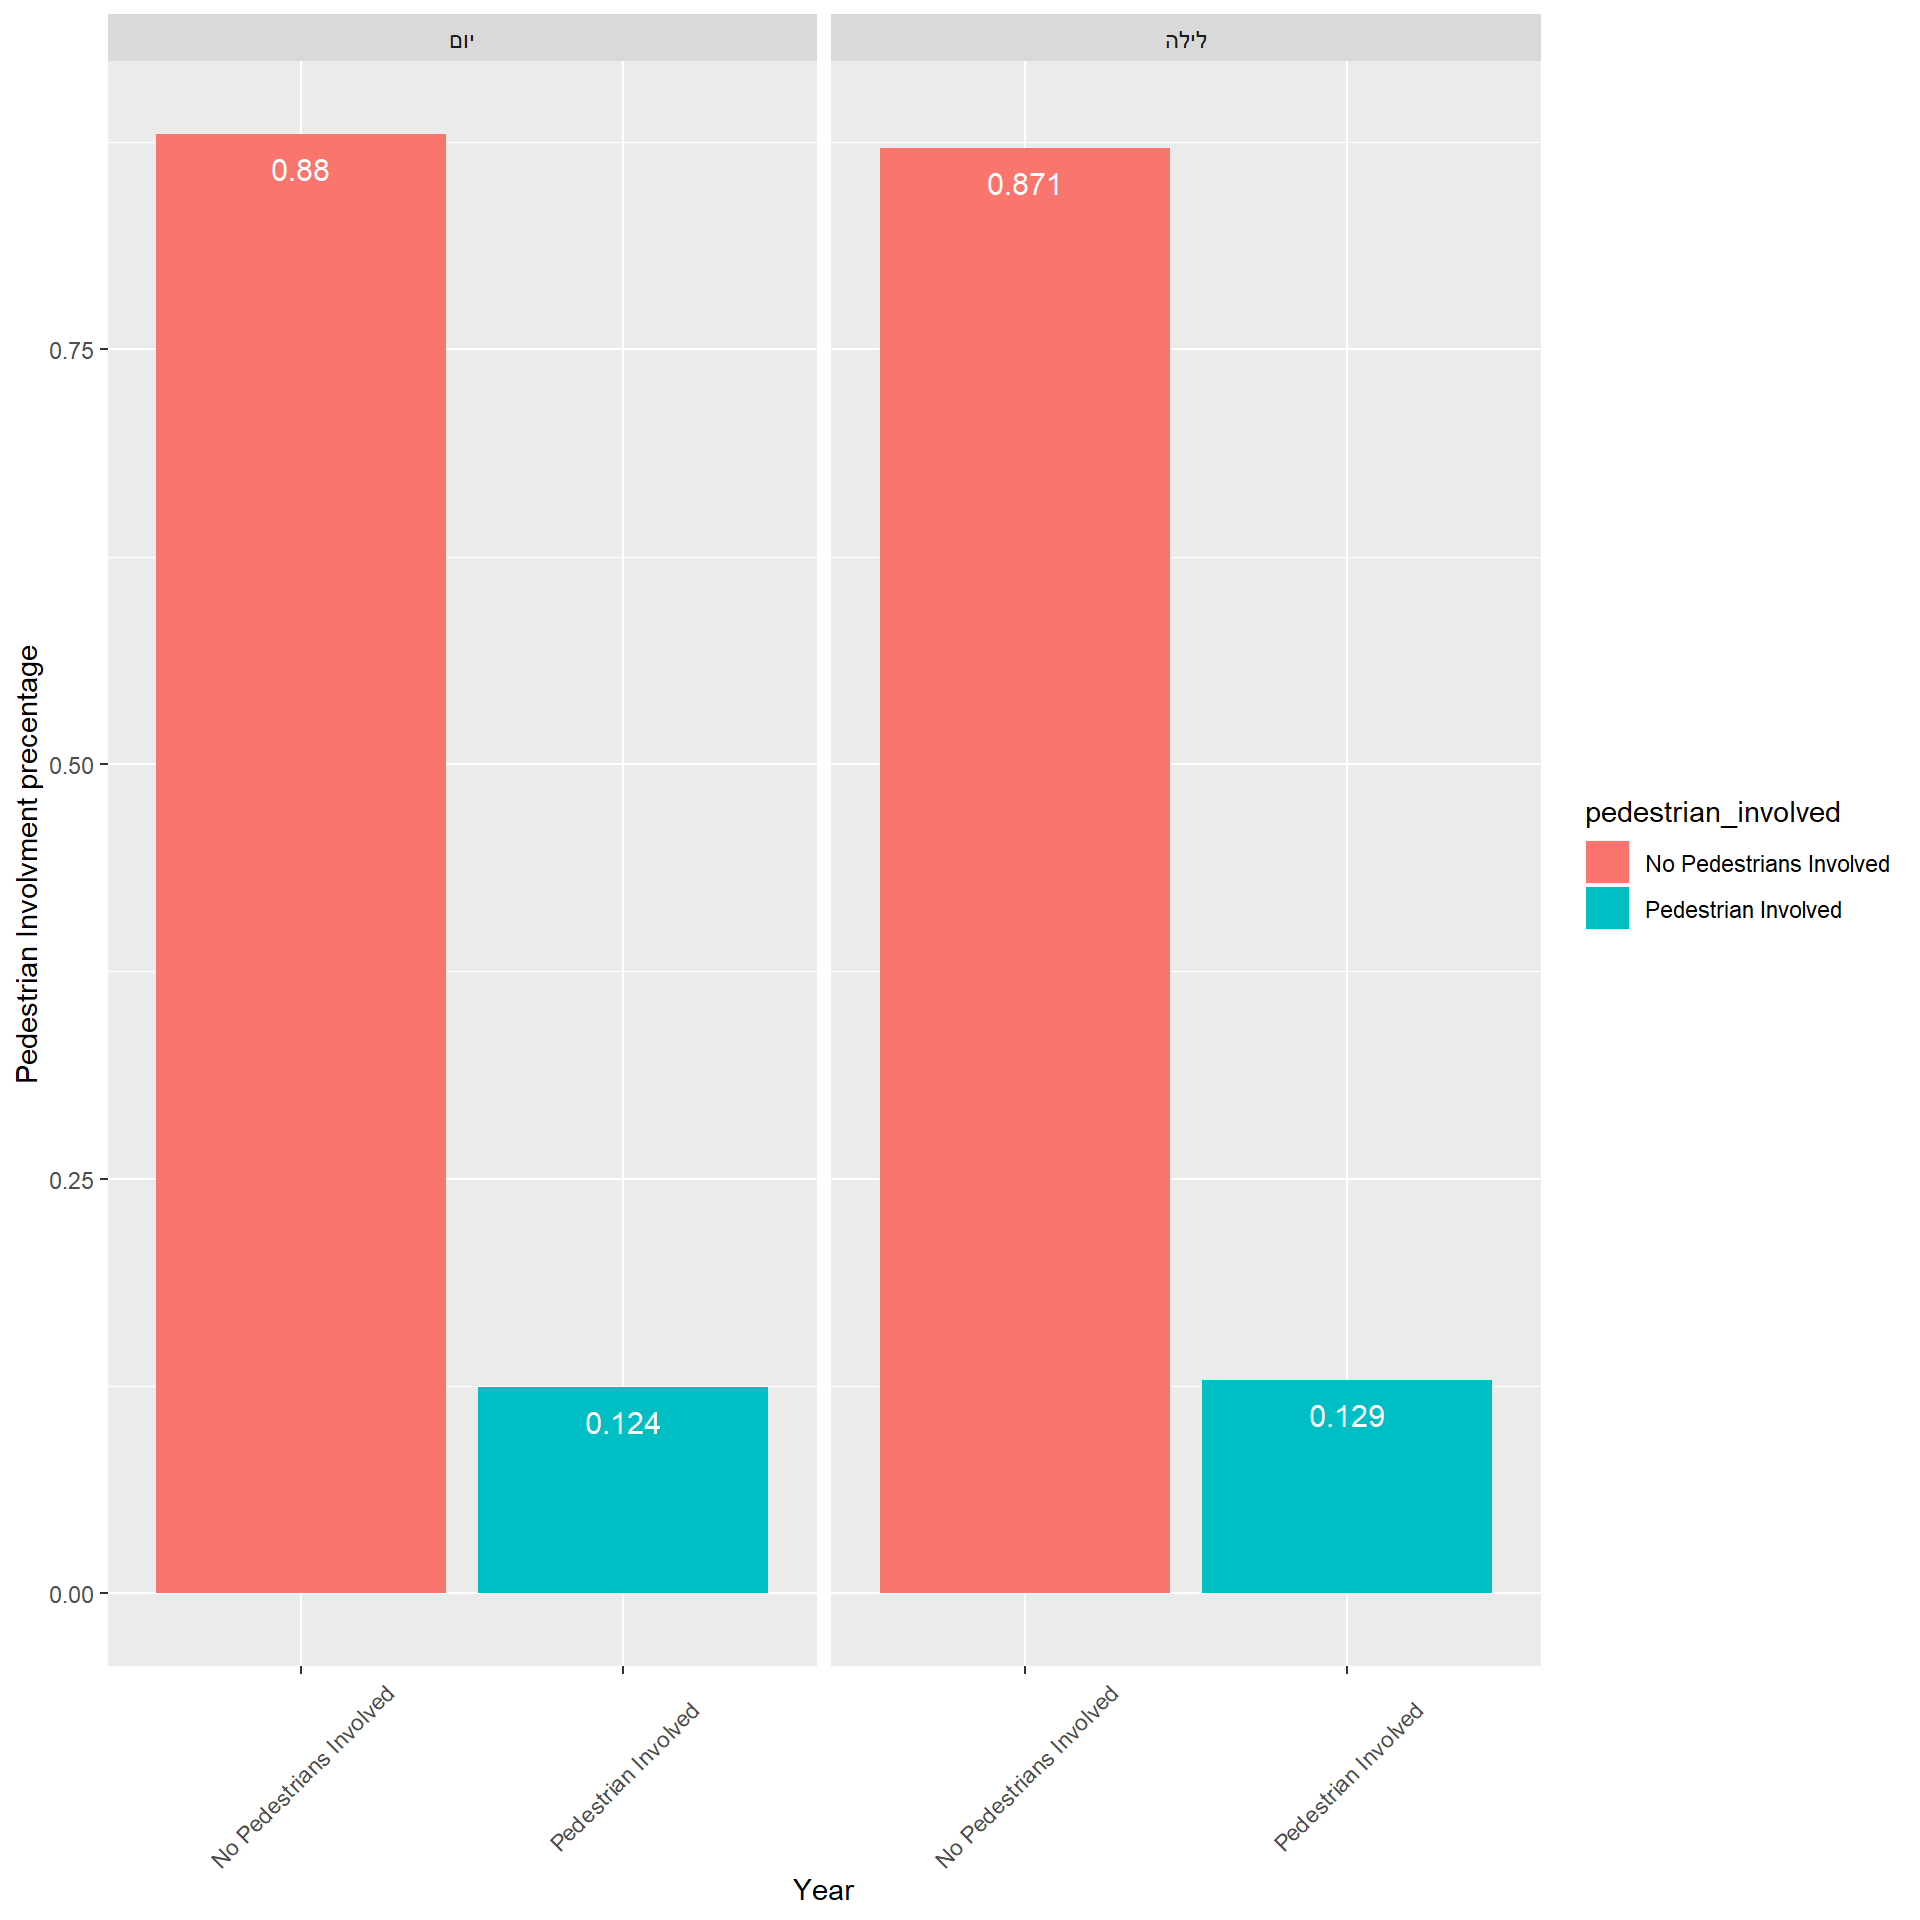 יום
לילה
0.88
0.871
0.124
0.129
0.75
0.50
0.25
0.00
Pedestrian Involvment precentage
No Pedestrians Involved
Pedestrian Involved
No Pedestrians Involved
Pedestrian Involved
Year
pedestrian_involved
No Pedestrians Involved
Pedestrian Involved